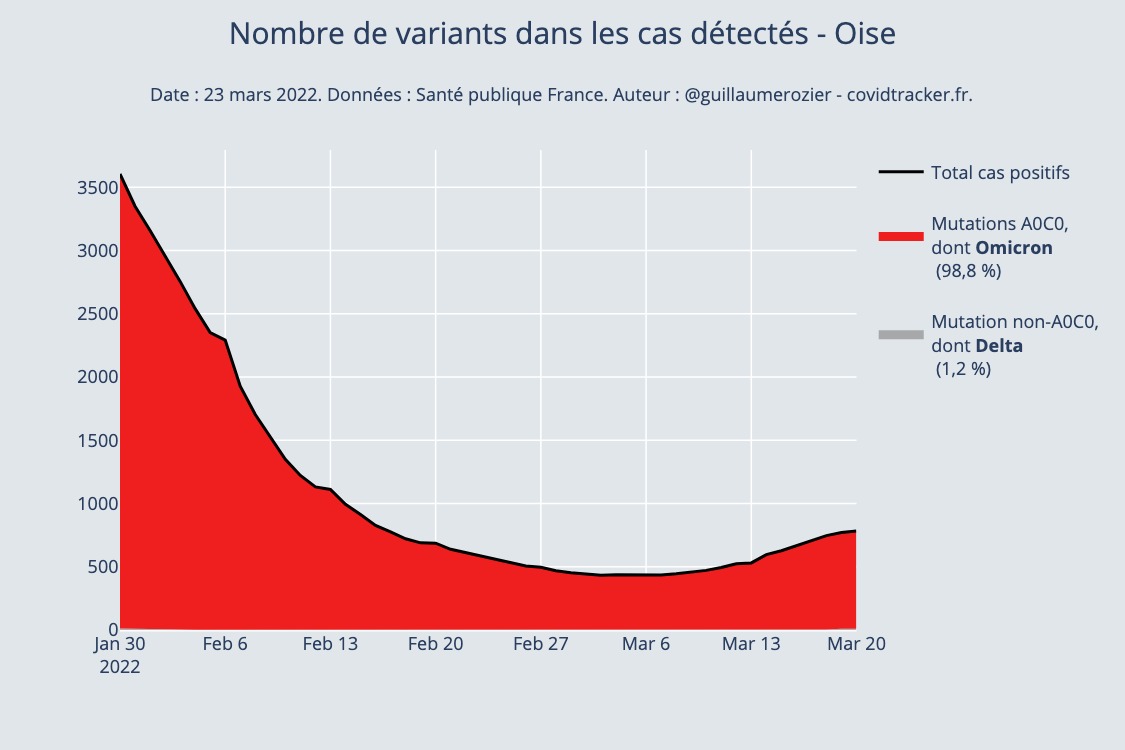 Nombre de variants dans les cas détectés - Oise
Date : 23 mars 2022. Données : Santé publique France. Auteur : @guillaumerozier - covidtracker.fr.
3500
3000
2500
2000
1500
1000
500
0
Jan 30
2022
Feb 6
Feb 13
Feb 20
Feb 27
Mar 6
Mar 13
Mar 20
Total cas positifs
Mutations A0C0,
dont Omicron
(98,8 %)
Mutation non-A0C0,
dont Delta
(1,2 %)